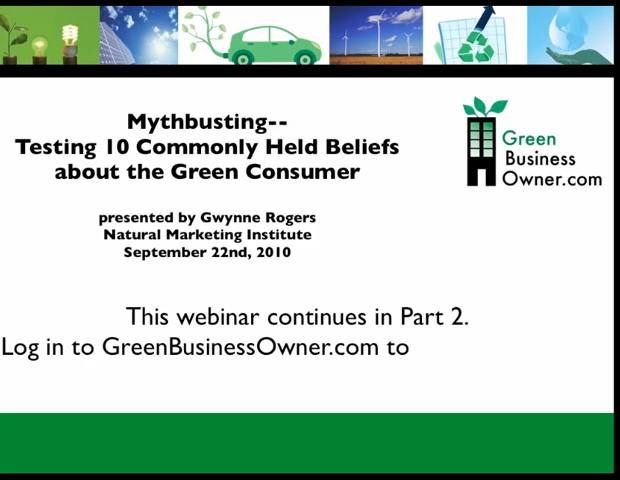 Mythbusting--
Testing 10 Commonly Held Beliefs
about the Green Consumer
Green
Business
Owner.com
presented by Gwynne Rogers
Natural Marketing Institute
September 22nd, 2010
This webinar continues in Part 2.
Log in to GreenBusinessOwner.com to